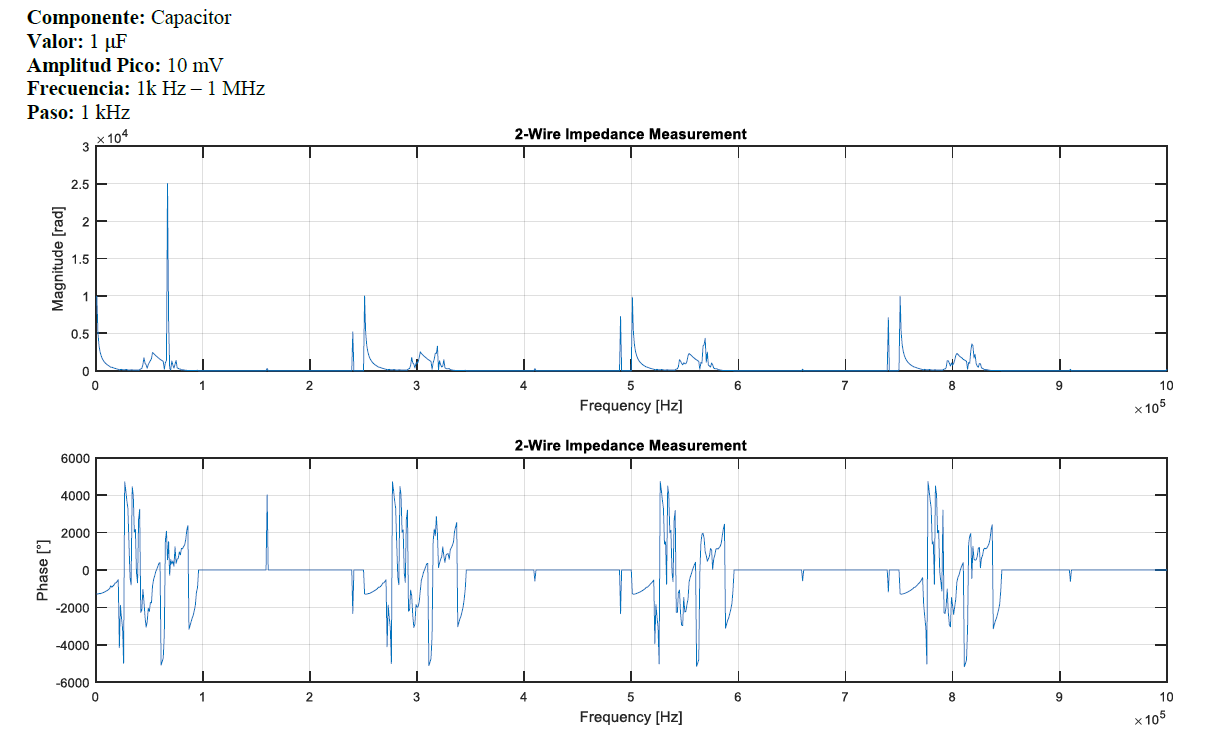 Componente: Capacitor
Valor: 1 µF
Amplitud Pico: 10 mV
Frecuencia: 1k Hz – 1 MHz
Paso: 1 kHz
2-Wire Impedance Measurement
×10⁴
3
2.5
2
1.5
1
0.5
0
Magnitude [rad]
0 1 2 3 4 5 6 7 8 9 10
Frequency [Hz]
×10⁵
2-Wire Impedance Measurement
6000
4000
2000
0
-2000
-4000
-6000
Phase [°]
0 1 2 3 4 5 6 7 8 9 10
Frequency [Hz]
×10⁵